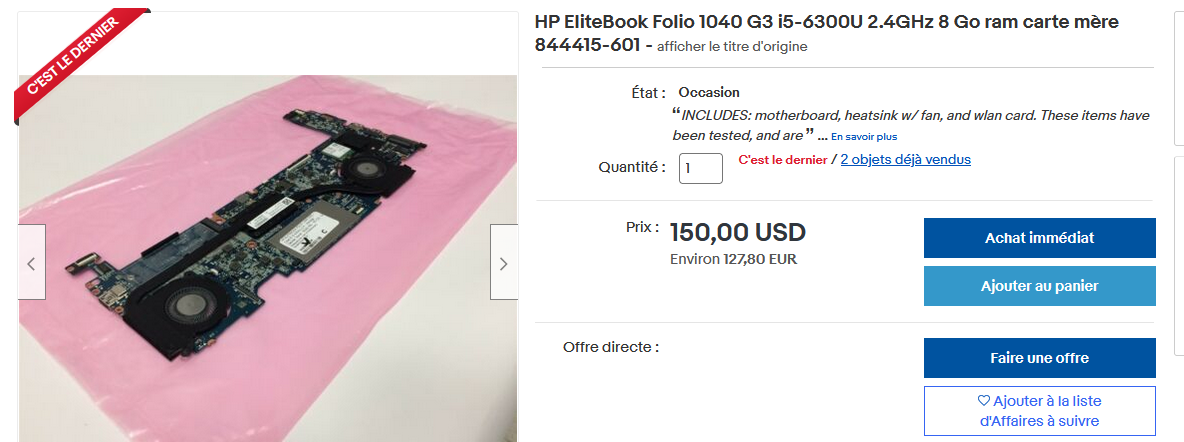 C'EST LE DERNIER
HP EliteBook Folio 1040 G3 i5-6300U 2.4GHz 8 Go ram carte mère
844415-601 - afficher le titre d'origine
État : Occasion
“INCLUDES: motherboard, heatsink w/ fan, and wlan card. These items have
been tested, and are ” ... En savoir plus
Quantité : 1 C'est le dernier / 2 objets déjà vendus
Prix : 150,00 USD
Environ 127,80 EUR
Achat immédiat
Ajouter au panier
Offre directe :
Faire une offre
Ajouter à la liste
d'Affaires à suivre